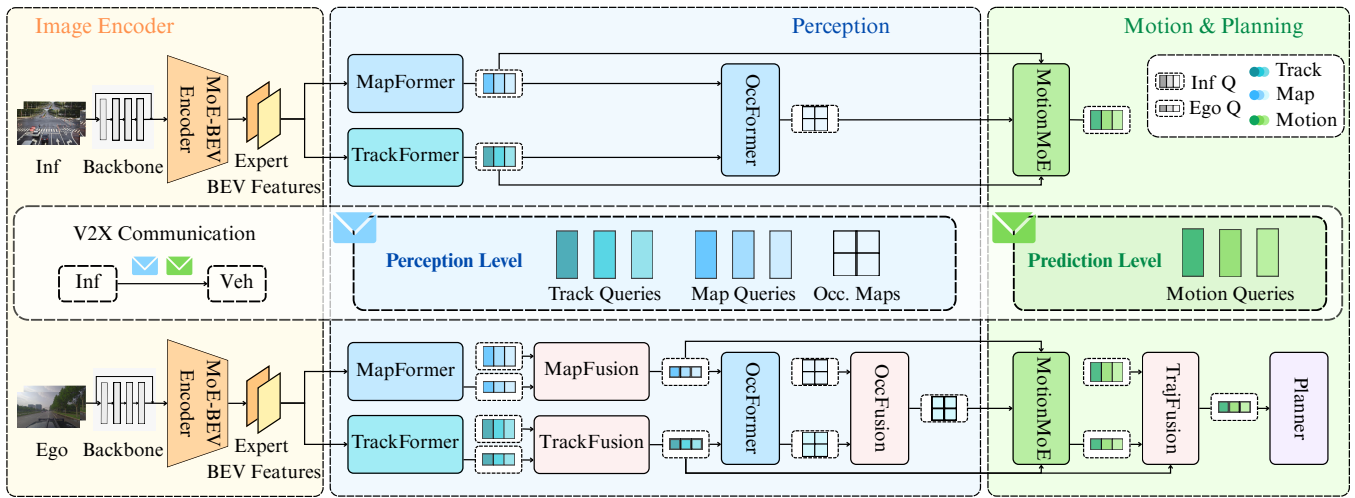 Image Encoder
Perception
Motion & Planning
Inf
Backbone
MoE-BEV
Encoder
Expert
BEV Features
MapFormer
TrackFormer
OccFormer
MotionMoE
Inf Q
Ego Q
Track
Map
Motion
V2X Communication
Inf
Veh
Perception Level
Track Queries
Map Queries
Occ. Maps
Prediction Level
Motion Queries
Ego
Backbone
MoE-BEV
Encoder
Expert
BEV Features
MapFormer
TrackFormer
MapFusion
TrackFusion
OccFormer
OccFusion
MotionMoE
TrajFusion
Planner